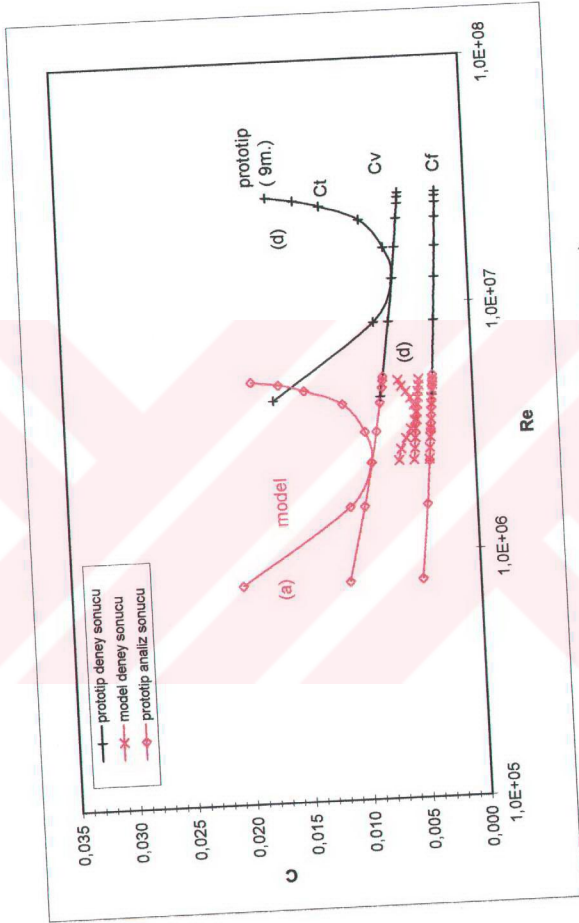 prototip deney sonucu
model deney sonucu
prototip analiz sonucu
C
0,035
0,030
0,025
0,020
0,015
0,010
0,005
0,000
1,0E+05
1,0E+06
1,0E+07
1,0E+08
Re
(a)
model
prototip
( 9m.)
(d)
Ct
Cv
(d)
Cf